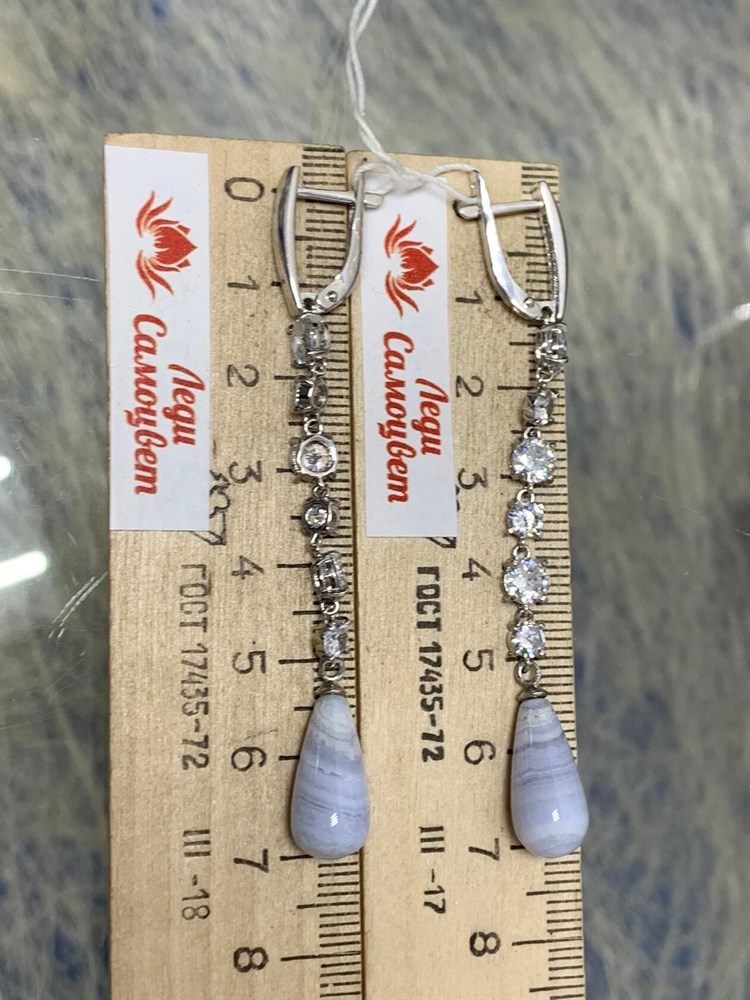 Леди
Самоцвет
0
1
2
3
4
5
6
7
8
ГОСТ 17435-72
III -18
Леди
Самоцвет
1
2
3
4
5
6
7
8
ГОСТ 17435-72
III -17